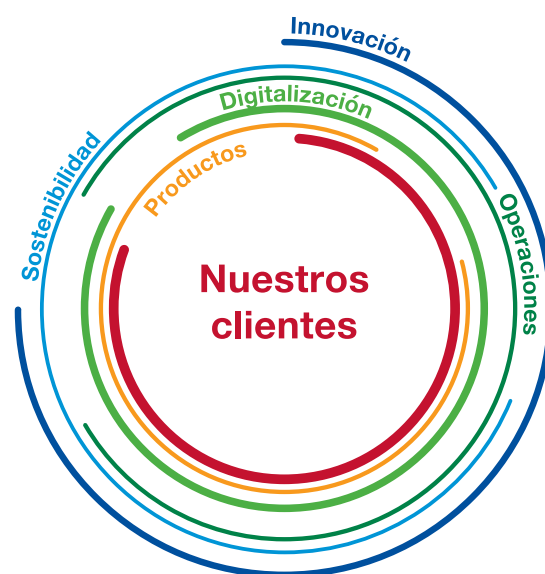 Innovación
Digitalización
Sostenibilidad
Productos
Operaciones
Nuestros
clientes